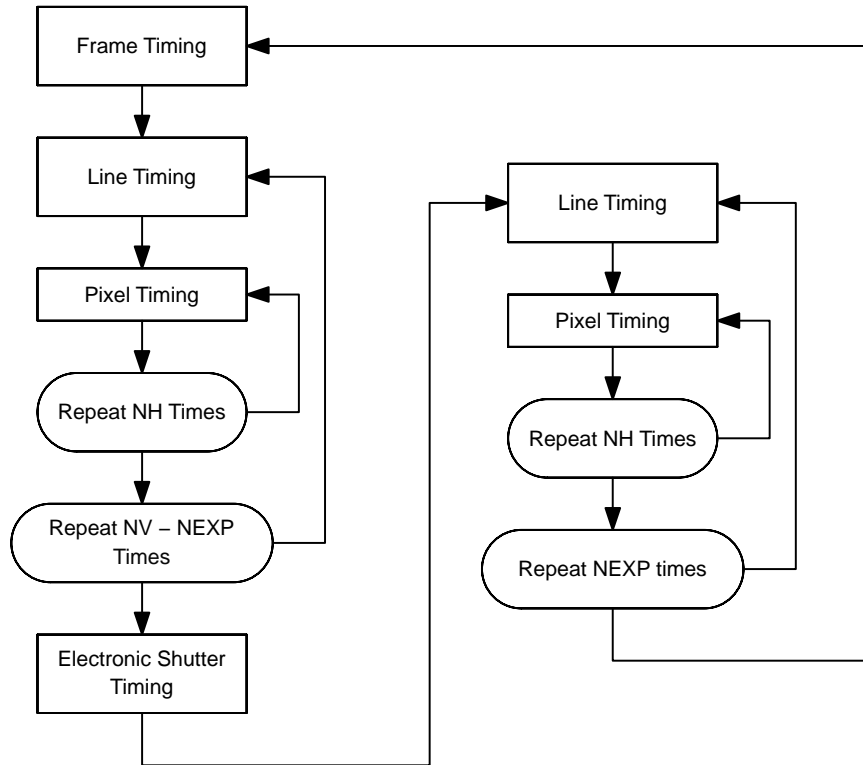 Frame Timing
Line Timing
Pixel Timing
Repeat NH Times
Repeat NV – NEXP
Times
Electronic Shutter
Timing
Line Timing
Pixel Timing
Repeat NH Times
Repeat NEXP times